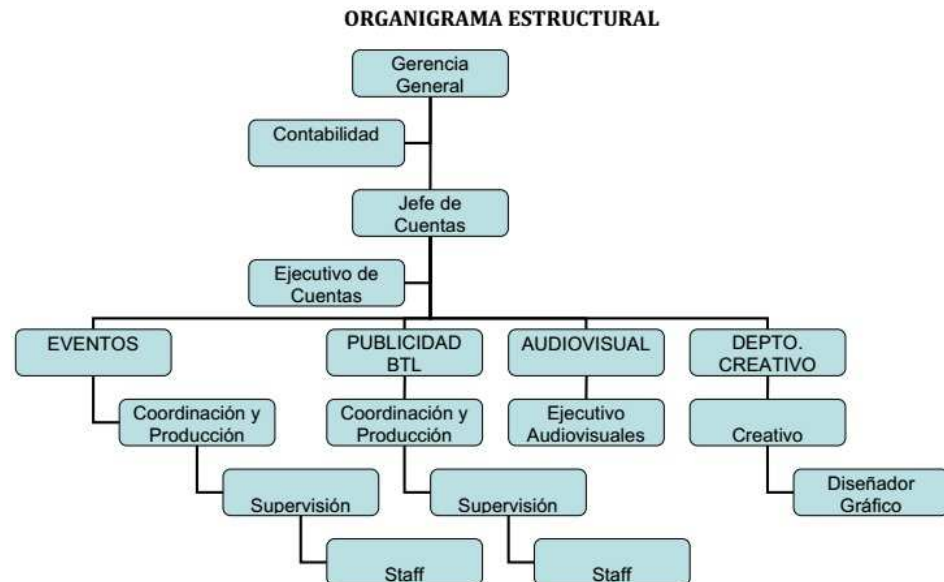 ORGANIGRAMA ESTRUCTURAL
Gerencia
General
Contabilidad
Jefe de
Cuentas
Ejecutivo de
Cuentas
EVENTOS
PUBLICIDAD
BTL
AUDIOVISUAL
DEPTO.
CREATIVO
Coordinación y
Producción
Coordinación y
Producción
Ejecutivo
Audiovisuales
Creativo
Supervisión
Supervisión
Diseñador
Gráfico
Staff
Staff